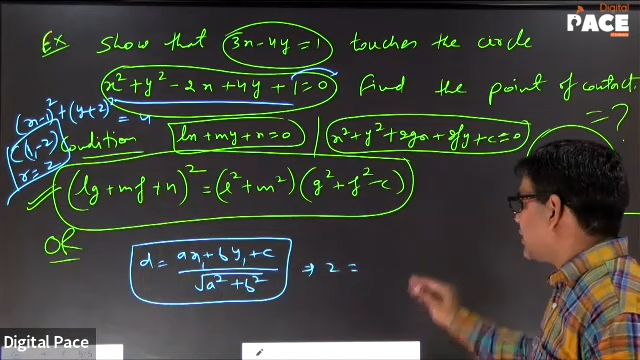 Digital
PACE
Ex Show that 3x-4y=1 touches the circle
x²+y²-2x+4y+1=0 Find the point of contact.
(x-1)²+(y+2)² = 4
=?
C(1,-2)
r=2
Condition lx+my+n=0 | x²+y²+2gx+2fy+c=0
(lg+mf+n)² = (l²+m²)(g²+f²-c)
OR
d = ax₁+by₁+c / √a²+b² ⇒ 2 =
Digital Pace